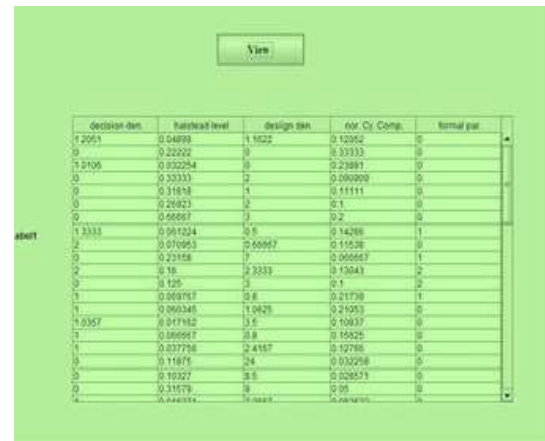 View
decision den. halstead level design den. nor. Cy. Comp. formal par.
1.2051 0.04898 1.1622 0.12052 0
0 0.22222 0 0.33333 0
1.0106 0.032254 0 0.23881 0
0 0.33333 2 0.090909 0
0 0.31818 1 0.11111 0
0 0.26923 2 0.1 0
0 0.66667 3 0.2 0
abel1
1.3333 0.061224 0.5 0.14286 1
2 0.070953 0.66667 0.11538 0
0 0.23158 7 0.066667 1
2 0.16 2.3333 0.13043 2
0 0.125 3 0.1 2
1 0.069767 0.8 0.21739 1
1 0.060345 1.0625 0.21053 0
1.0357 0.017162 3.5 0.10937 0
1 0.066667 0.8 0.15625 0
1 0.037756 2.4167 0.12766 0
0 0.11875 24 0.032258 0
0 0.10327 8.5 0.028571 0
0 0.31579 9 0.05 0